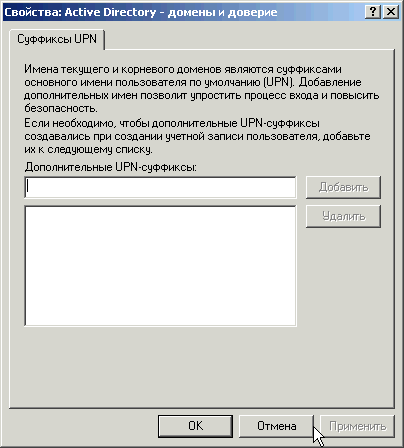 Свойства: Active Directory - домены и доверие
Суффиксы UPN
Имена текущего и корневого доменов являются суффиксами
основного имени пользователя по умолчанию (UPN). Добавление
дополнительных имен позволит упростить процесс входа и повысить
безопасность.
Если необходимо, чтобы дополнительные UPN-суффиксы
создавались при создании учетной записи пользователя, добавьте
их к следующему списку.
Дополнительные UPN-суффиксы:
Добавить
Удалить
OK
Отмена
Применить